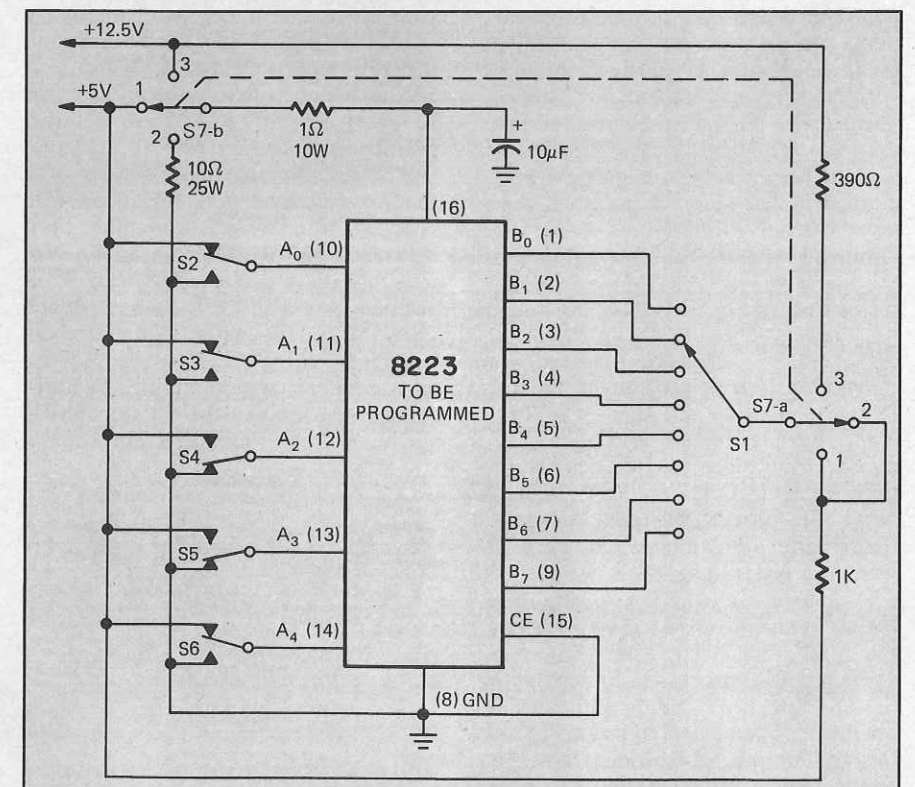 +12.5V
3
+5V
1
S7-b
2
1Ω
10W
+
10μF
10Ω
25W
390Ω
(16)
S2
A0 (10)
B0 (1)
B1 (2)
B2 (3)
S3
A1 (11)
8223
TO BE
PROGRAMMED
B3 (4)
3
S7-a
2
S1
1
S4
A2 (12)
B4 (5)
B5 (6)
S5
A3 (13)
B6 (7)
B7 (9)
1K
S6
A4 (14)
CE (15)
(8) GND